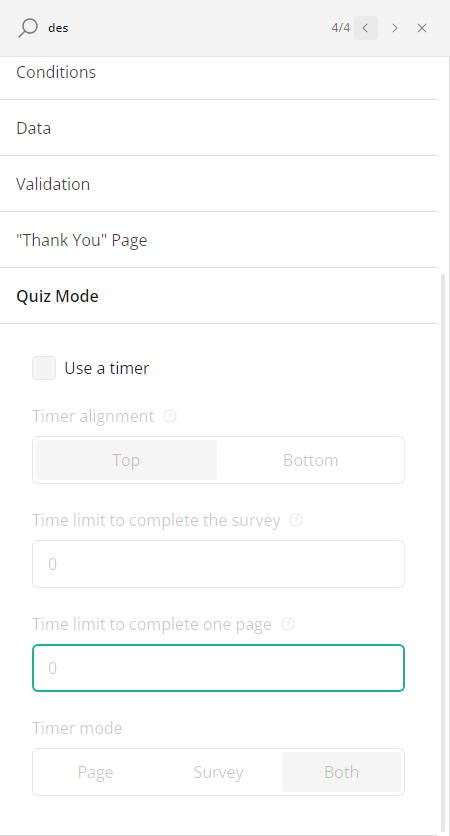 des 4/4
Conditions
Data
Validation
"Thank You" Page
Quiz Mode
Use a timer
Timer alignment ?
Top Bottom
Time limit to complete the survey ?
0
Time limit to complete one page ?
0
Timer mode
Page Survey Both